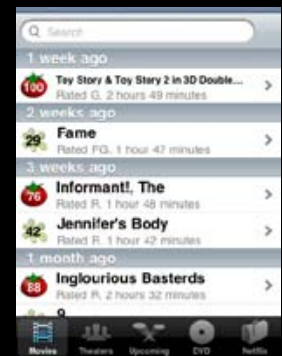 Search
1 week ago
100
Toy Story & Toy Story 2 in 3D Double...
Rated G, 2 hours 49 minutes
2 weeks ago
29
Fame
Rated PG, 1 hour 47 minutes
3 weeks ago
76
Informant!, The
Rated R, 1 hour 48 minutes
42
Jennifer's Body
Rated R, 1 hour 42 minutes
1 month ago
88
Inglourious Basterds
Rated R, 2 hours 32 minutes
9
Movies Theaters Upcoming DVD Netflix